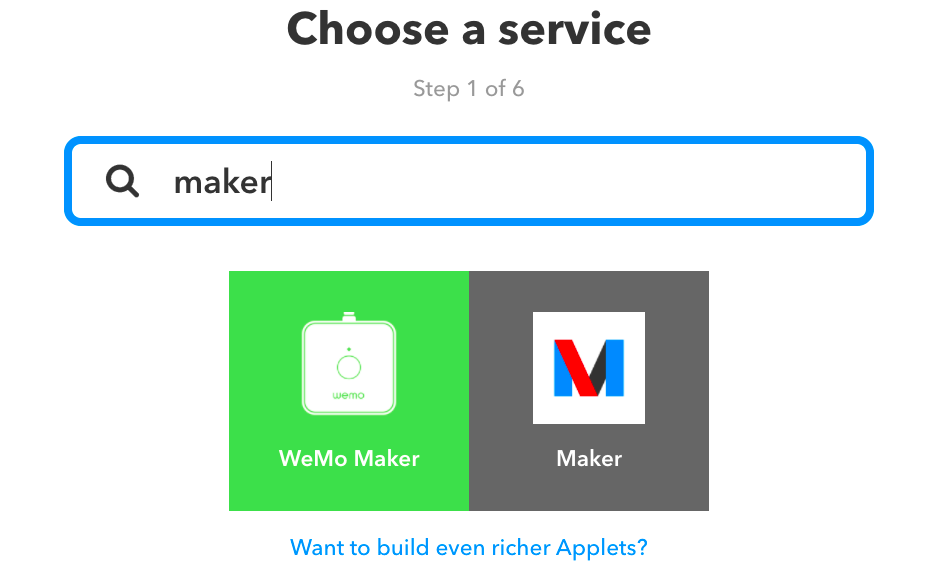 Choose a service
Step 1 of 6
maker
wemo
WeMo Maker
Maker
Want to build even richer Applets?